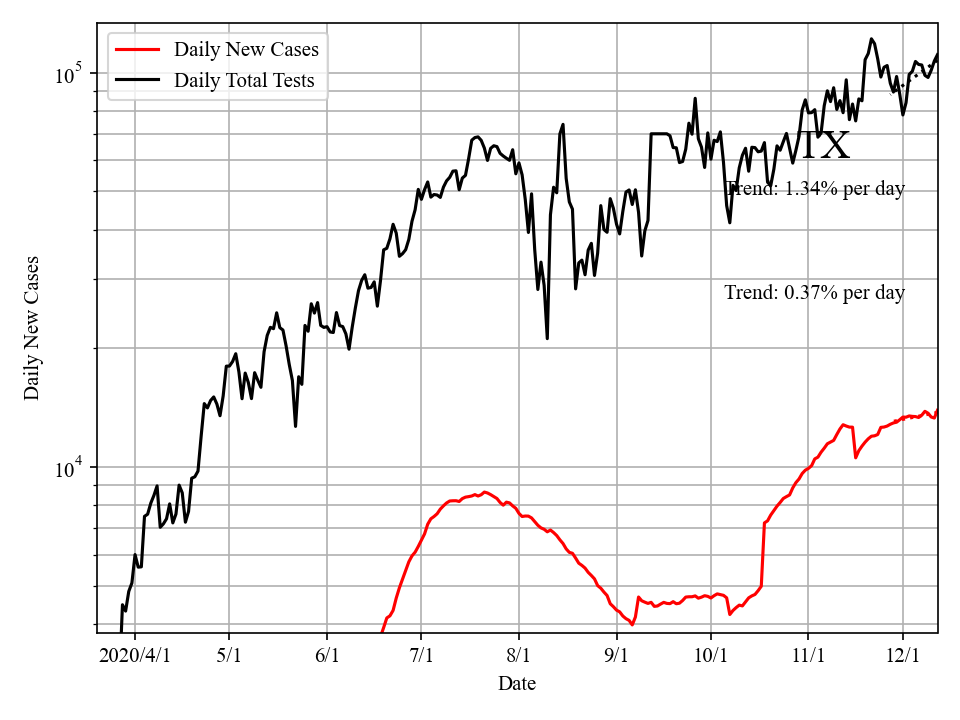 Daily New Cases
Daily Total Tests
10^5
TX
Trend: 1.34% per day
Trend: 0.37% per day
Daily New Cases
10^4
2020/4/1 5/1 6/1 7/1 8/1 9/1 10/1 11/1 12/1
Date